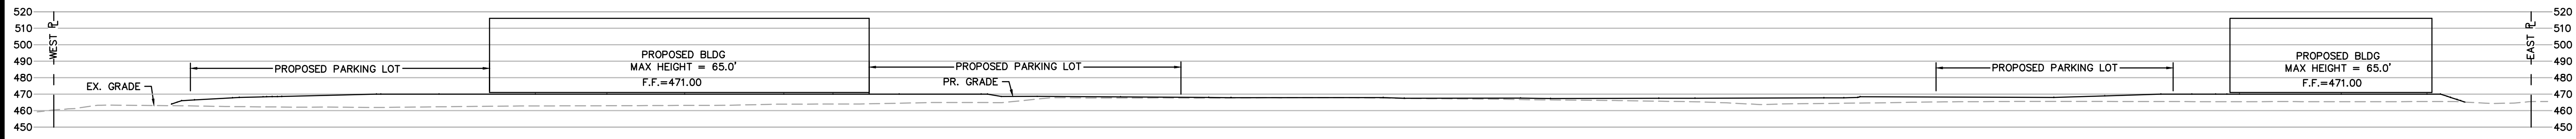 520
510
500
490
480
470
460
450
WEST PL
EX. GRADE
PROPOSED PARKING LOT
PROPOSED BLDG
MAX HEIGHT = 65.0'
F.F.=471.00
PROPOSED PARKING LOT
PR. GRADE
PROPOSED PARKING LOT
PROPOSED BLDG
MAX HEIGHT = 65.0'
F.F.=471.00
EAST PL
520
510
500
490
480
470
460
450